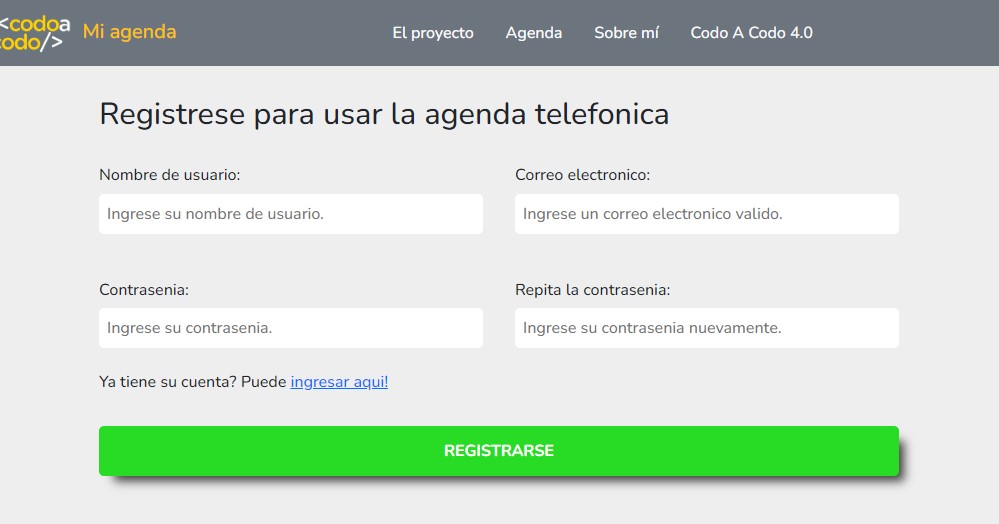 <codoa
codo/>
Mi agenda
El proyecto
Agenda
Sobre mí
Codo A Codo 4.0
Registrese para usar la agenda telefonica
Nombre de usuario:
Correo electronico:
Ingrese su nombre de usuario.
Ingrese un correo electronico valido.
Contrasenia:
Repita la contrasenia:
Ingrese su contrasenia.
Ingrese su contrasenia nuevamente.
Ya tiene su cuenta? Puede ingresar aqui!
REGISTRARSE